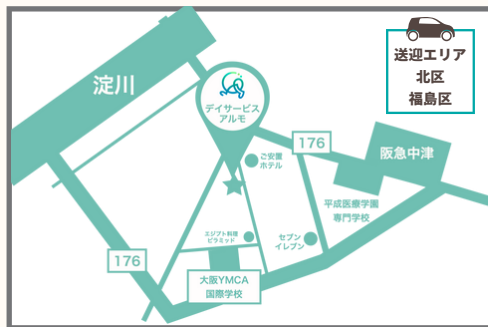 送迎エリア
北区
福島区
淀川
デイサービス
アルモ
176
阪急中津
ご安置
ホテル
平成医療学園
専門学校
エジプト料理
ピラミッド
セブン
イレブン
176
大阪YMCA
国際学校